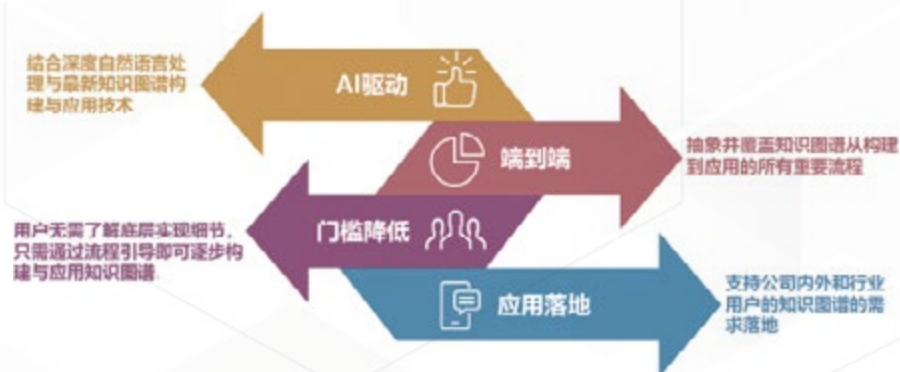 结合深度自然语言处
理与最新知识图谱构
建与应用技术
AI驱动
端到端
抽象并覆盖知识图谱从构建
到应用的所有重要流程
用户无需了解底层实现细节,
只需通过流程引导即可逐步构
建与应用知识图谱
门槛降低
应用落地
支持公司内外和行业
用户的知识图谱的需
求落地